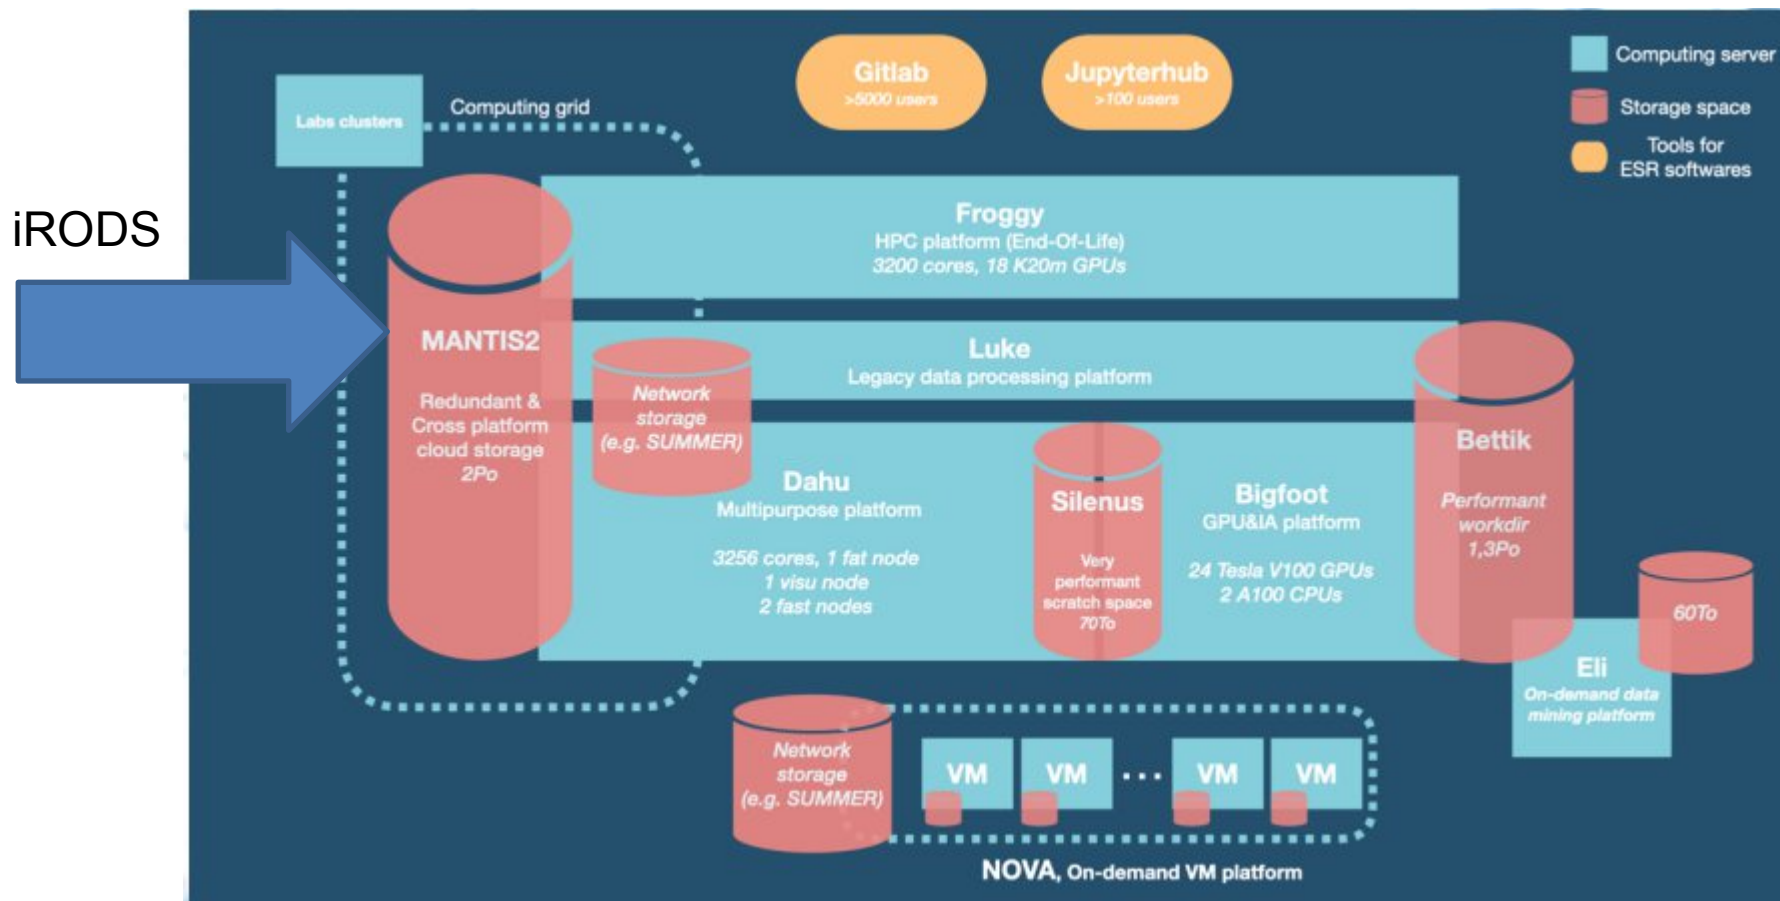 iRODS
Labs clusters
Computing grid
Gitlab
>5000 users
Jupyterhub
>100 users
Computing server
Storage space
Tools for
ESR softwares
Froggy
HPC platform (End-Of-Life)
3200 cores, 18 K20m GPUs
MANTIS2
Redundant &
Cross platform
cloud storage
2Po
Luke
Legacy data processing platform
Network
storage
(e.g. SUMMER)
Dahu
Multipurpose platform
3256 cores, 1 fat node
1 visu node
2 fast nodes
Silenus
Very
performant
scratch space
70To
Bigfoot
GPU&IA platform
24 Tesla V100 GPUs
2 A100 CPUs
Bettik
Performant
workdir
1,3Po
60To
Eli
On-demand data
mining platform
Network
storage
(e.g. SUMMER)
VM
VM
...
VM
VM
NOVA, On-demand VM platform